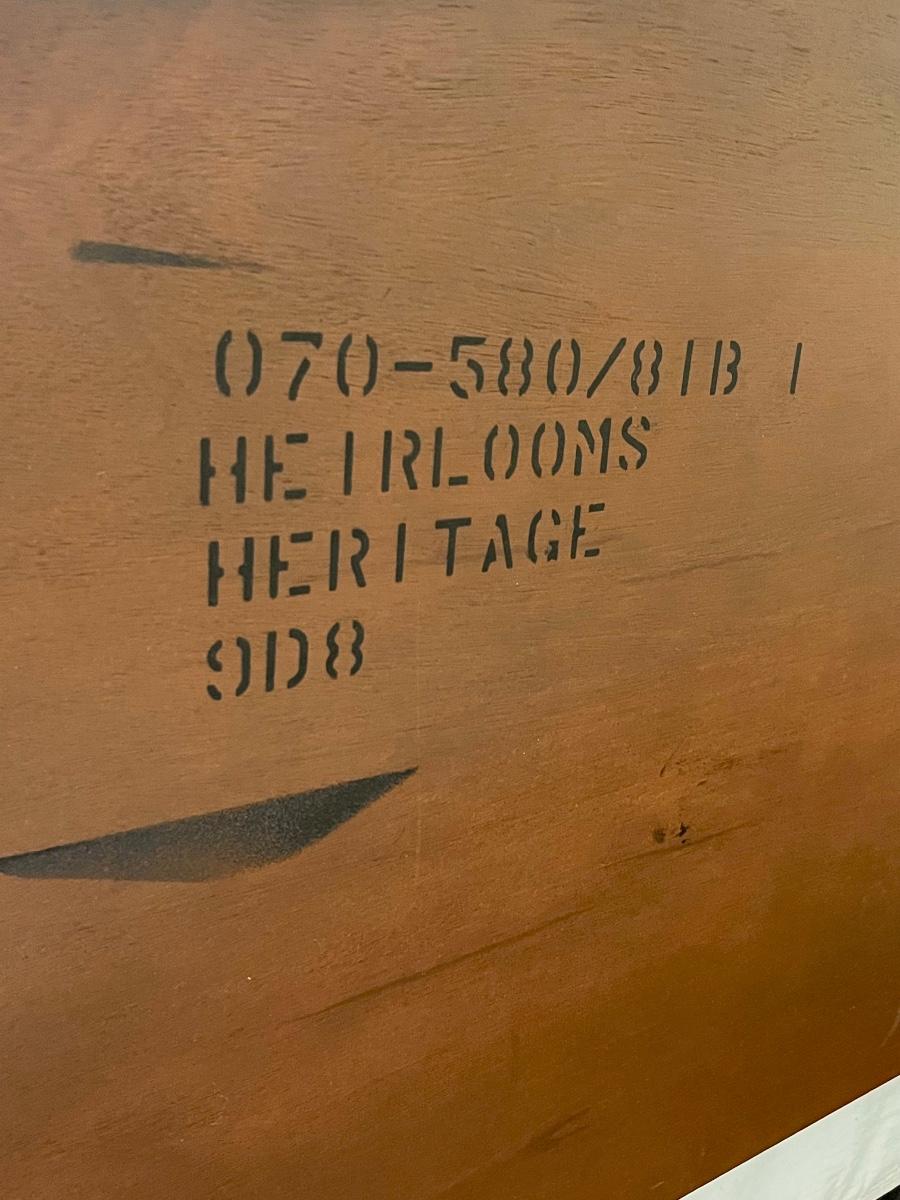 070-580/81B 1
HEIRLOOMS
HERITAGE
9D8